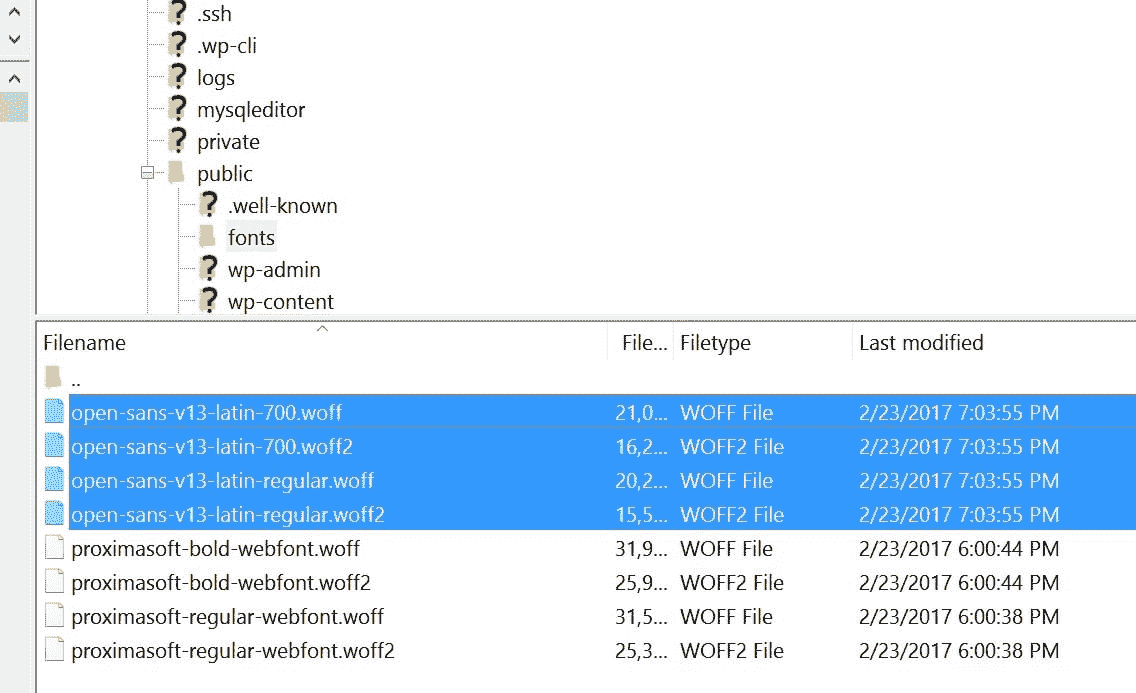 .ssh
.wp-cli
logs
mysqleditor
private
public
.well-known
fonts
wp-admin
wp-content
Filename File... Filetype Last modified
..
open-sans-v13-latin-700.woff 21,0... WOFF File 2/23/2017 7:03:55 PM
open-sans-v13-latin-700.woff2 16,2... WOFF2 File 2/23/2017 7:03:55 PM
open-sans-v13-latin-regular.woff 20,2... WOFF File 2/23/2017 7:03:55 PM
open-sans-v13-latin-regular.woff2 15,5... WOFF2 File 2/23/2017 7:03:55 PM
proximasoft-bold-webfont.woff 31,9... WOFF File 2/23/2017 6:00:44 PM
proximasoft-bold-webfont.woff2 25,9... WOFF2 File 2/23/2017 6:00:44 PM
proximasoft-regular-webfont.woff 31,5... WOFF File 2/23/2017 6:00:38 PM
proximasoft-regular-webfont.woff2 25,3... WOFF2 File 2/23/2017 6:00:38 PM